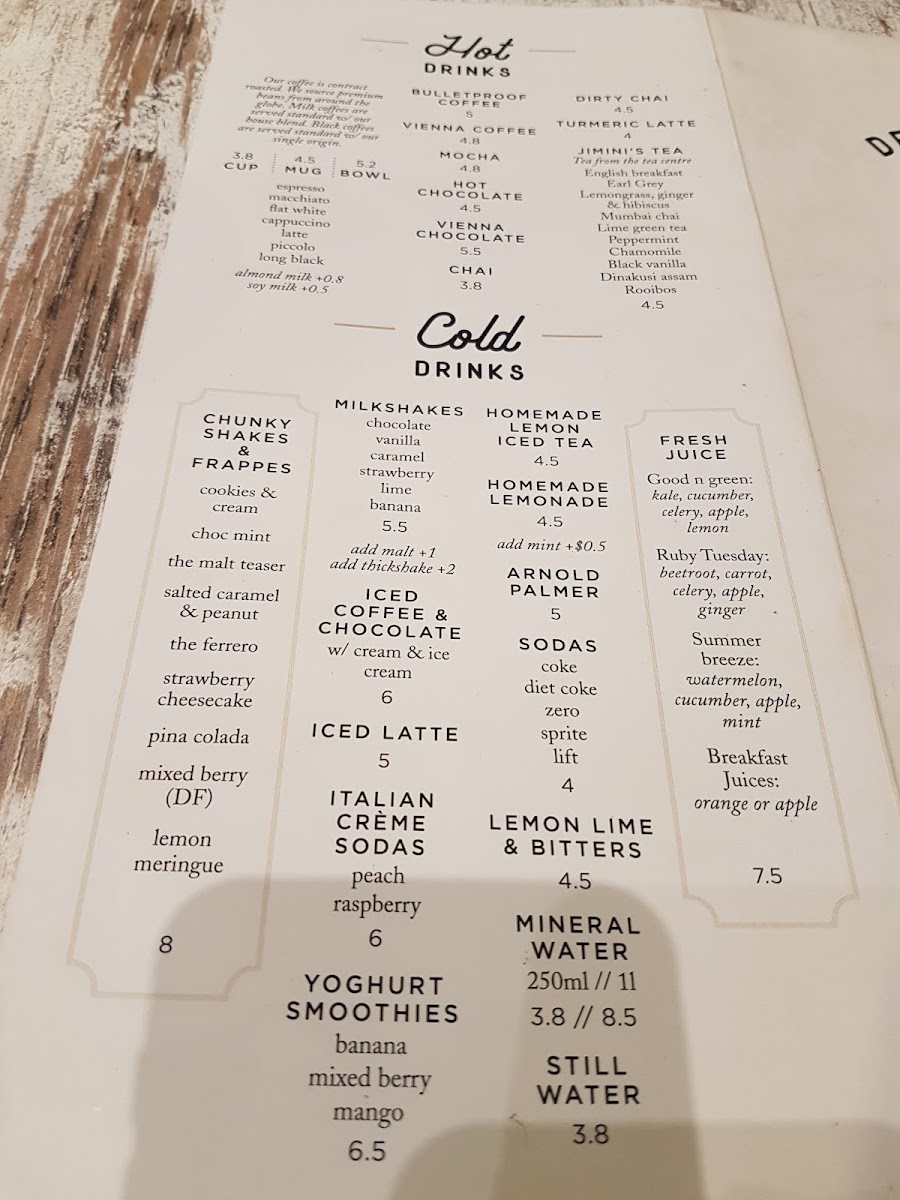 Hot
DRINKS
Our coffee is contract
roasted. We source premium
beans from around the
globe. Milk coffees are
served standard w/ our
house blend. Black coffees
are served standard w/ our
single origin.
3.8 4.5 5.2
CUP MUG BOWL
espresso
macchiato
flat white
cappuccino
latte
piccolo
long black
almond milk +0.8
soy milk +0.5
BULLETPROOF
COFFEE
5
VIENNA COFFEE
4.8
MOCHA
4.8
HOT
CHOCOLATE
4.5
VIENNA
CHOCOLATE
5.5
CHAI
3.8
DIRTY CHAI
4.5
TURMERIC LATTE
4
JIMINI'S TEA
Tea from the tea centre
English breakfast
Earl Grey
Lemongrass, ginger
& hibiscus
Mumbai chai
Lime green tea
Peppermint
Chamomile
Black vanilla
Dinakusi assam
Rooibos
4.5
Cold
DRINKS
CHUNKY
SHAKES
&
FRAPPES
cookies &
cream
choc mint
the malt teaser
salted caramel
& peanut
the ferrero
strawberry
cheesecake
pina colada
mixed berry
(DF)
lemon
meringue
8
MILKSHAKES
chocolate
vanilla
caramel
strawberry
lime
banana
5.5
add malt +1
add thickshake +2
ICED
COFFEE &
CHOCOLATE
w/ cream & ice
cream
6
ICED LATTE
5
ITALIAN
CRÈME
SODAS
peach
raspberry
6
YOGHURT
SMOOTHIES
banana
mixed berry
mango
6.5
HOMEMADE
LEMON
ICED TEA
4.5
HOMEMADE
LEMONADE
4.5
add mint +$0.5
ARNOLD
PALMER
5
SODAS
coke
diet coke
zero
sprite
lift
4
LEMON LIME
& BITTERS
4.5
MINERAL
WATER
250ml // 1l
3.8 // 8.5
STILL
WATER
3.8
FRESH
JUICE
Good n green:
kale, cucumber,
celery, apple,
lemon
Ruby Tuesday:
beetroot, carrot,
celery, apple,
ginger
Summer
breeze:
watermelon,
cucumber, apple,
mint
Breakfast
Juices:
orange or apple
7.5